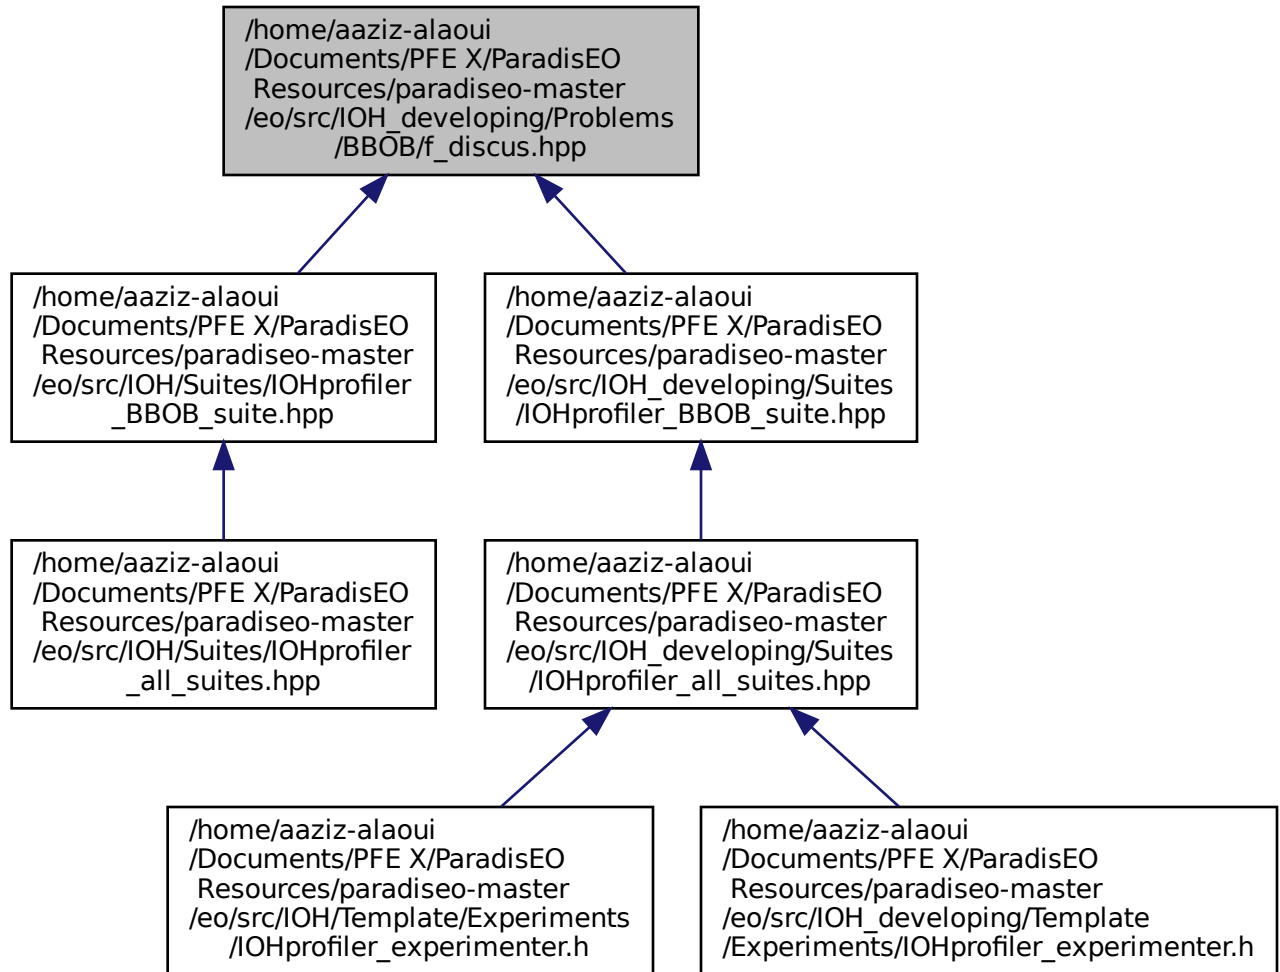 /home/aaziz-alaoui
/Documents/PFE X/ParadisEO
Resources/paradiseo-master
/eo/src/IOH_developing/Problems
/BBOB/f_discus.hpp
/home/aaziz-alaoui
/Documents/PFE X/ParadisEO
Resources/paradiseo-master
/eo/src/IOH/Suites/IOHprofiler
_BBOB_suite.hpp
/home/aaziz-alaoui
/Documents/PFE X/ParadisEO
Resources/paradiseo-master
/eo/src/IOH_developing/Suites
/IOHprofiler_BBOB_suite.hpp
/home/aaziz-alaoui
/Documents/PFE X/ParadisEO
Resources/paradiseo-master
/eo/src/IOH/Suites/IOHprofiler
_all_suites.hpp
/home/aaziz-alaoui
/Documents/PFE X/ParadisEO
Resources/paradiseo-master
/eo/src/IOH_developing/Suites
/IOHprofiler_all_suites.hpp
/home/aaziz-alaoui
/Documents/PFE X/ParadisEO
Resources/paradiseo-master
/eo/src/IOH/Template/Experiments
/IOHprofiler_experimenter.h
/home/aaziz-alaoui
/Documents/PFE X/ParadisEO
Resources/paradiseo-master
/eo/src/IOH_developing/Template
/Experiments/IOHprofiler_experimenter.h